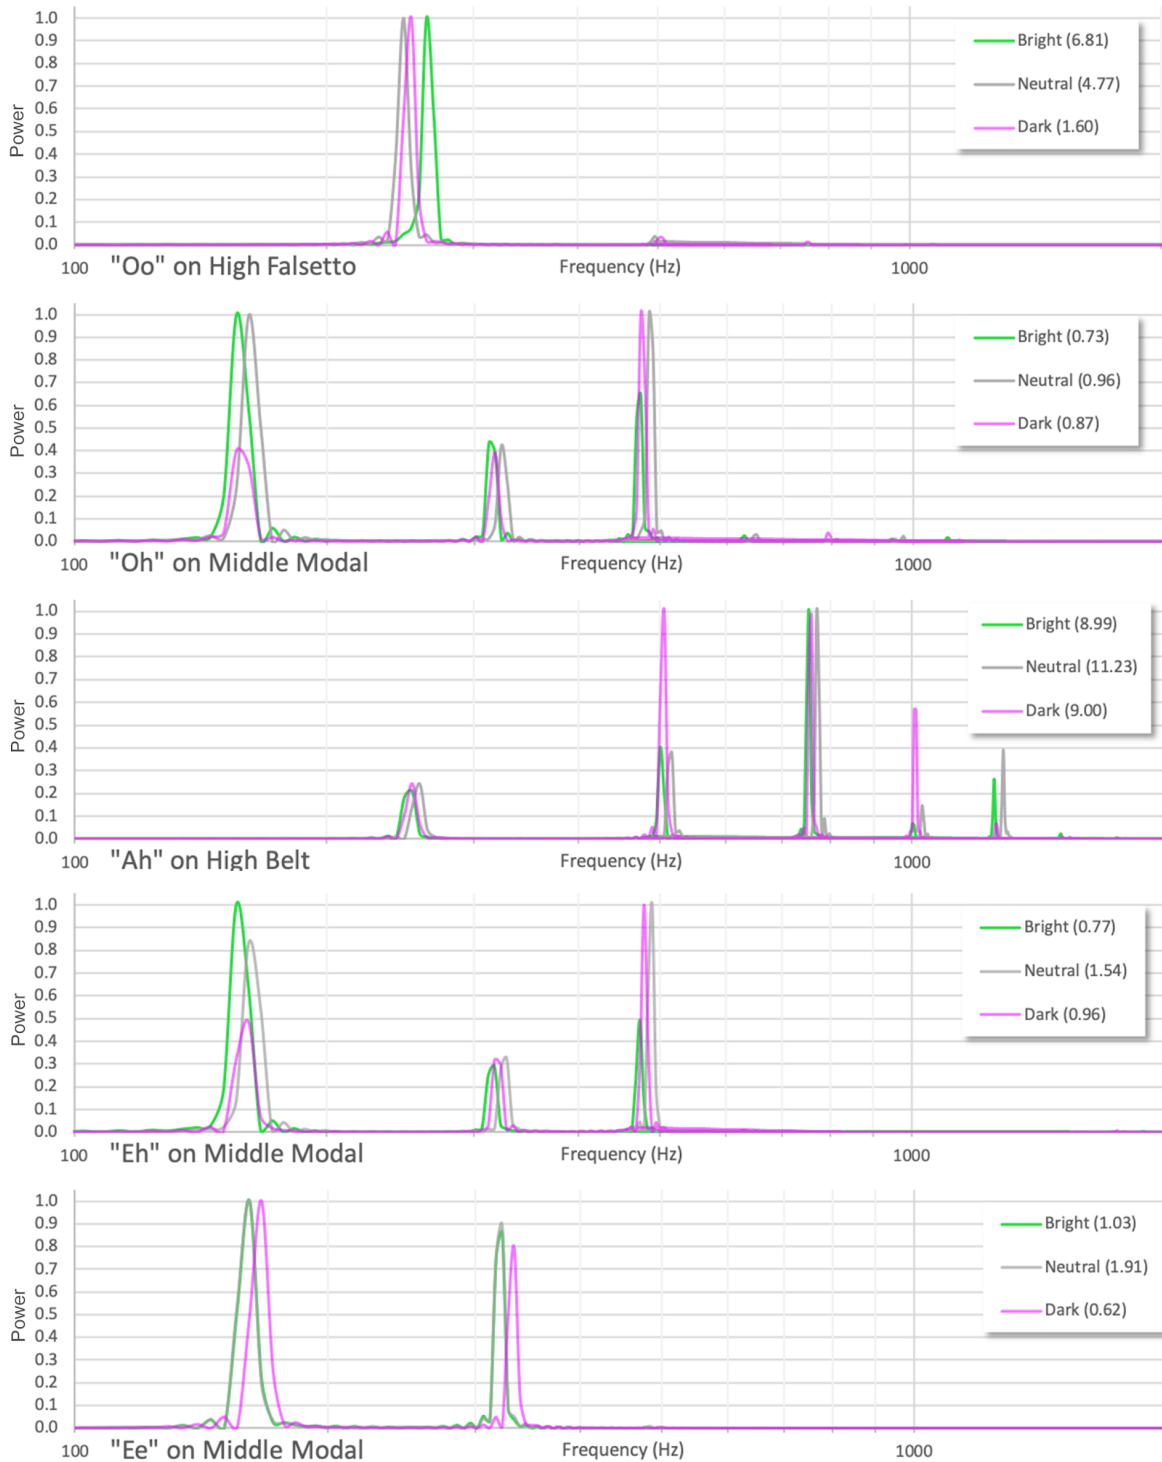 1.0
0.9
0.8
0.7
0.6
0.5
0.4
0.3
0.2
0.1
0.0
Power
Bright (6.81)
Neutral (4.77)
Dark (1.60)
100 "Oo" on High Falsetto Frequency (Hz) 1000
1.0
0.9
0.8
0.7
0.6
0.5
0.4
0.3
0.2
0.1
0.0
Power
Bright (0.73)
Neutral (0.96)
Dark (0.87)
100 "Oh" on Middle Modal Frequency (Hz) 1000
1.0
0.9
0.8
0.7
0.6
0.5
0.4
0.3
0.2
0.1
0.0
Power
Bright (8.99)
Neutral (11.23)
Dark (9.00)
100 "Ah" on High Belt Frequency (Hz) 1000
1.0
0.9
0.8
0.7
0.6
0.5
0.4
0.3
0.2
0.1
0.0
Power
Bright (0.77)
Neutral (1.54)
Dark (0.96)
100 "Eh" on Middle Modal Frequency (Hz) 1000
1.0
0.9
0.8
0.7
0.6
0.5
0.4
0.3
0.2
0.1
0.0
Power
Bright (1.03)
Neutral (1.91)
Dark (0.62)
100 "Ee" on Middle Modal Frequency (Hz) 1000